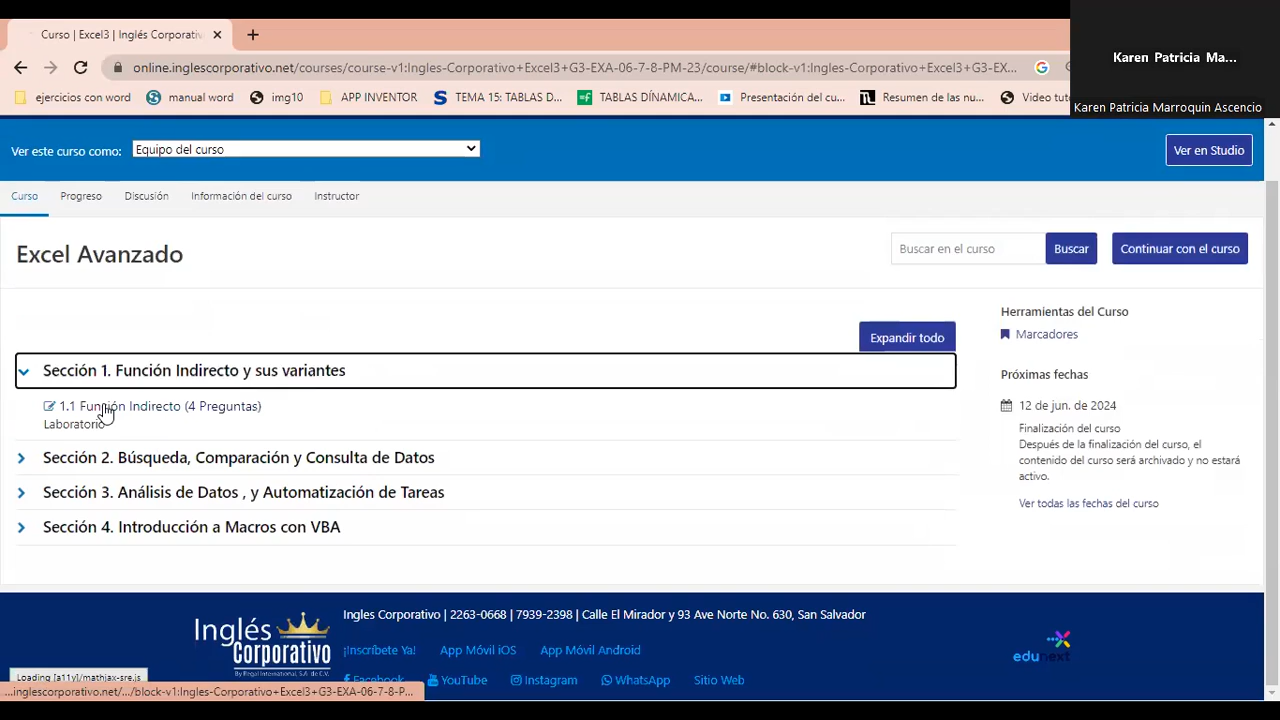 Karen Patricia Ma...
Karen Patricia Marroquin Ascencio
Curso | Excel3 | Inglés Corporativ
online.inglescorporativo.net/courses/course-v1:Ingles-Corporativo+Excel3+G3-EXA-06-7-8-PM-23/course/#block-v1:Ingles-Corporativo+Excel3+G3-EX...
ejercicios con word
manual word
img10
APP INVENTOR
TEMA 15: TABLAS D...
TABLAS DÍNAMICA...
Presentación del cu...
Resumen de las nu...
Video tut
Ver este curso como:
Equipo del curso
Ver en Studio
Curso
Progreso
Discusión
Información del curso
Instructor
Excel Avanzado
Buscar en el curso
Buscar
Continuar con el curso
Expandir todo
Sección 1. Función Indirecto y sus variantes
1.1 Función Indirecto (4 Preguntas)
Laboratorio
Sección 2. Búsqueda, Comparación y Consulta de Datos
Sección 3. Análisis de Datos , y Automatización de Tareas
Sección 4. Introducción a Macros con VBA
Herramientas del Curso
Marcadores
Próximas fechas
12 de jun. de 2024
Finalización del curso
Después de la finalización del curso, el
contenido del curso será archivado y no estará
activo.
Ver todas las fechas del curso
Inglés
Corporativo
By Regal International, S.A. de C.V.
Ingles Corporativo | 2263-0668 | 7939-2398 | Calle El Mirador y 93 Ave Norte No. 630, San Salvador
¡Inscríbete Ya!
App Móvil iOS
App Móvil Android
Facebook
YouTube
Instagram
WhatsApp
Sitio Web
edunext
Loading [a11y]/mathjax-sre.js
...inglescorporativo.net/.../block-v1:Ingles-Corporativo+Excel3+G3-EXA-06-7-8-P...